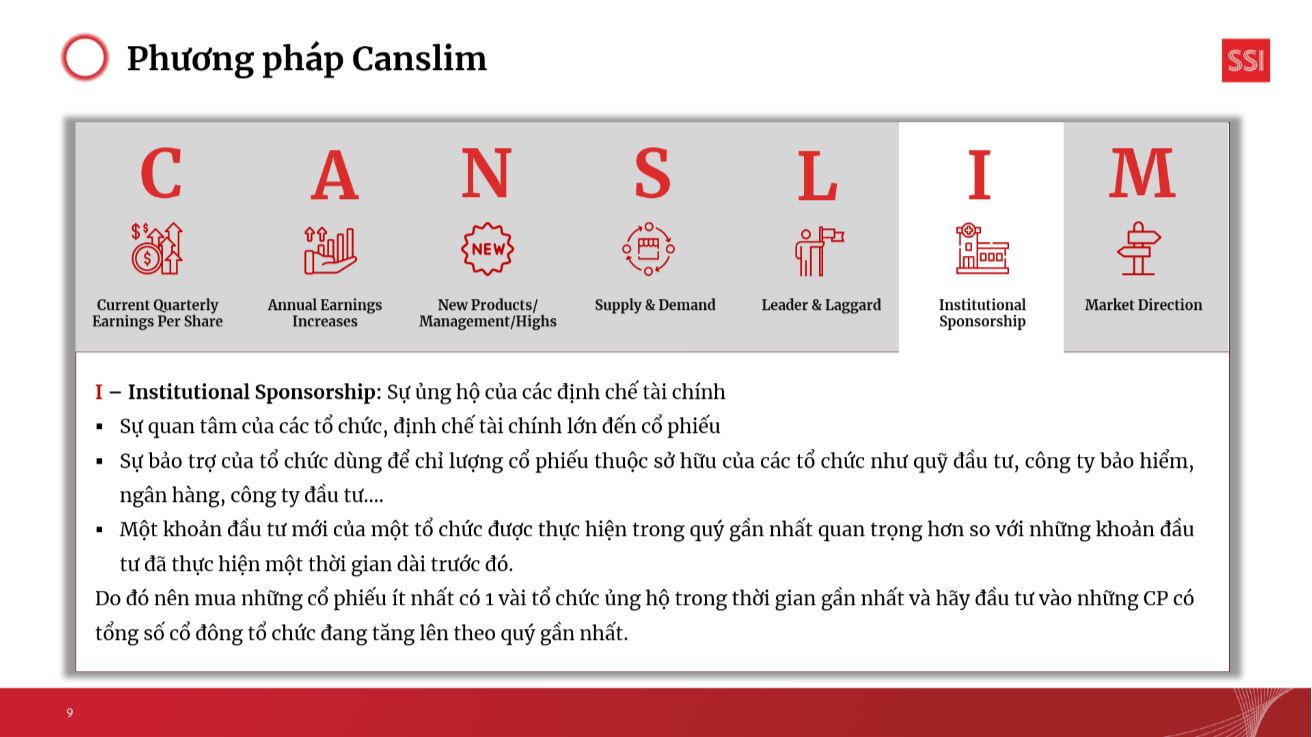 Phương pháp Canslim
SSI
C A N S L I M
$ $
$
NEW
Current Quarterly
Earnings Per Share
Annual Earnings
Increases
New Products/
Management/Highs
Supply & Demand
Leader & Laggard
Institutional
Sponsorship
Market Direction
I – Institutional Sponsorship: Sự ủng hộ của các định chế tài chính
▪ Sự quan tâm của các tổ chức, định chế tài chính lớn đến cổ phiếu
▪ Sự bảo trợ của tổ chức dùng để chỉ lượng cổ phiếu thuộc sở hữu của các tổ chức như quỹ đầu tư, công ty bảo hiểm,
ngân hàng, công ty đầu tư....
▪ Một khoản đầu tư mới của một tổ chức được thực hiện trong quý gần nhất quan trọng hơn so với những khoản đầu
tư đã thực hiện một thời gian dài trước đó.
Do đó nên mua những cổ phiếu ít nhất có 1 vài tổ chức ủng hộ trong thời gian gần nhất và hãy đầu tư vào những CP có
tổng số cổ đông tổ chức đang tăng lên theo quý gần nhất.
9